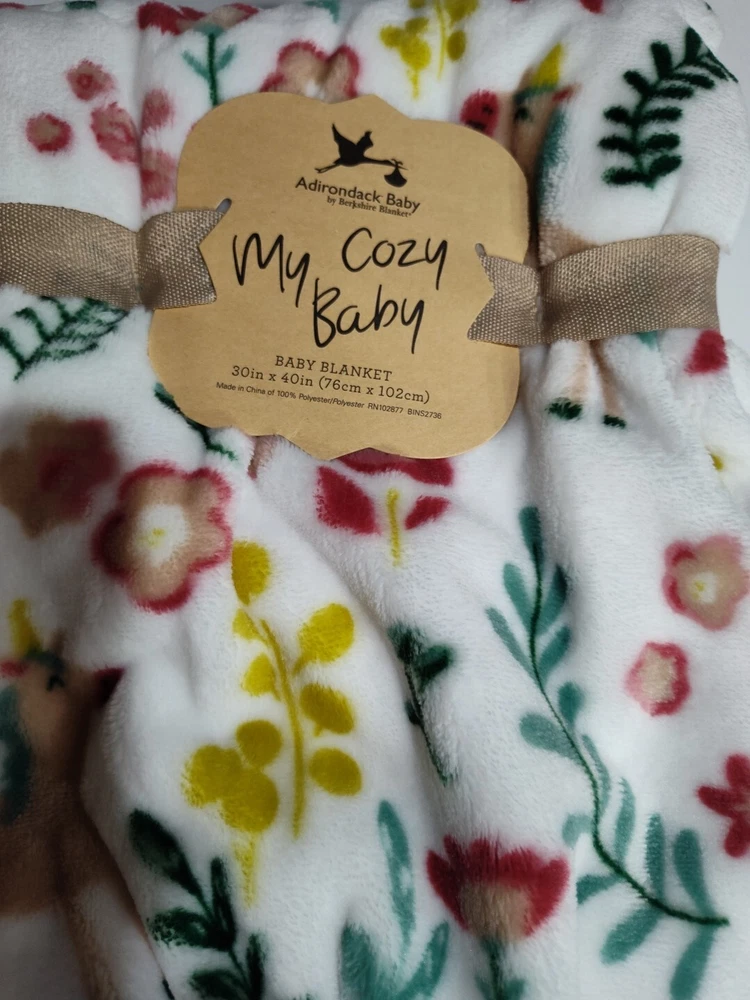 Adirondack Baby
by Berkshire Blanket®
My Cozy
Baby
BABY BLANKET
30in x 40in (76cm x 102cm)
Made in China of 100% Polyester/Polyester RN102877 BINS2736